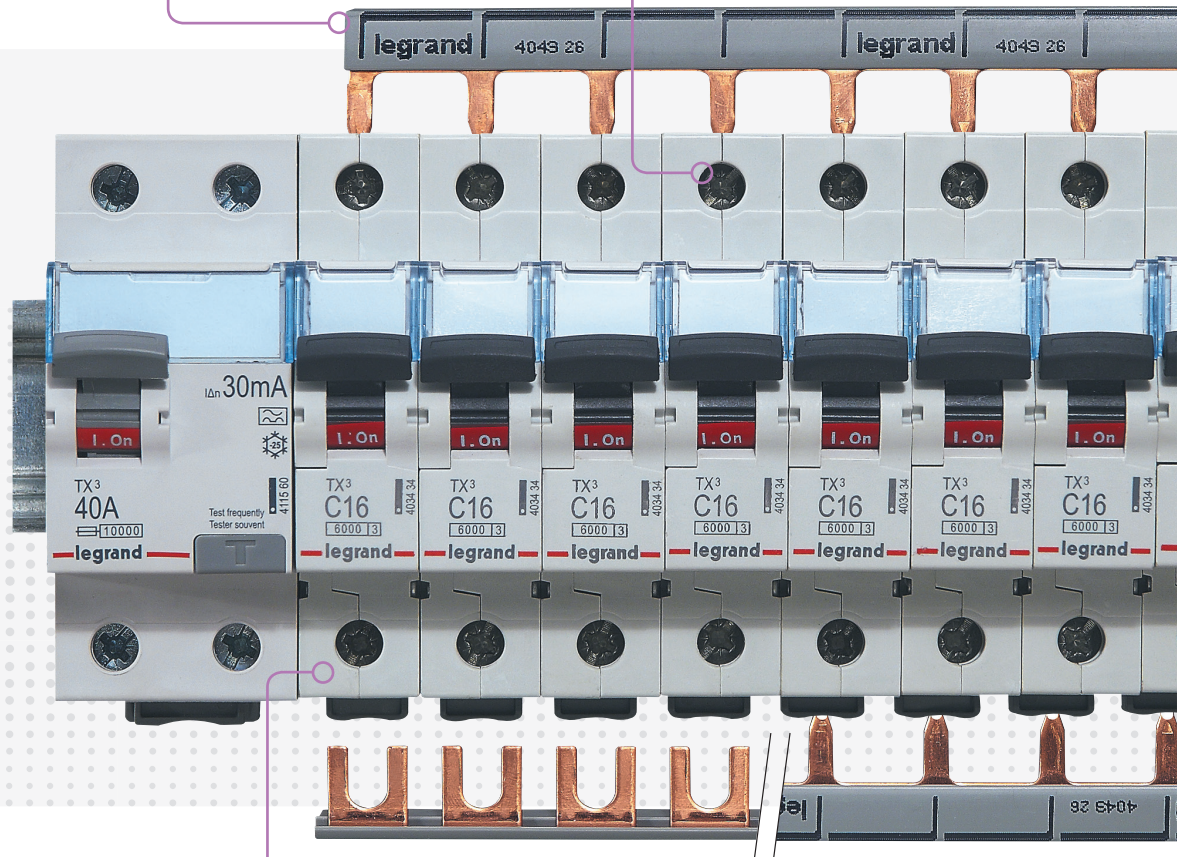 legrand 4049 26 legrand 4049 26
IΔn 30mA
-25
I.On
TX³
40A
10000
legrand
4115 60
Test frequently
Tester souvent
T
I.On
TX³
C16
6000 3
4034 34
legrand
I.On
TX³
C16
6000 3
4034 34
legrand
I.On
TX³
C16
6000 3
4034 34
legrand
I.On
TX³
C16
6000 3
4034 34
legrand
I.On
TX³
C16
6000 3
4034 34
legrand
I.On
TX³
C16
6000 3
4034 34
legrand
I.On
TX³
C16
6000 3
4034 34
legrand
4049 26